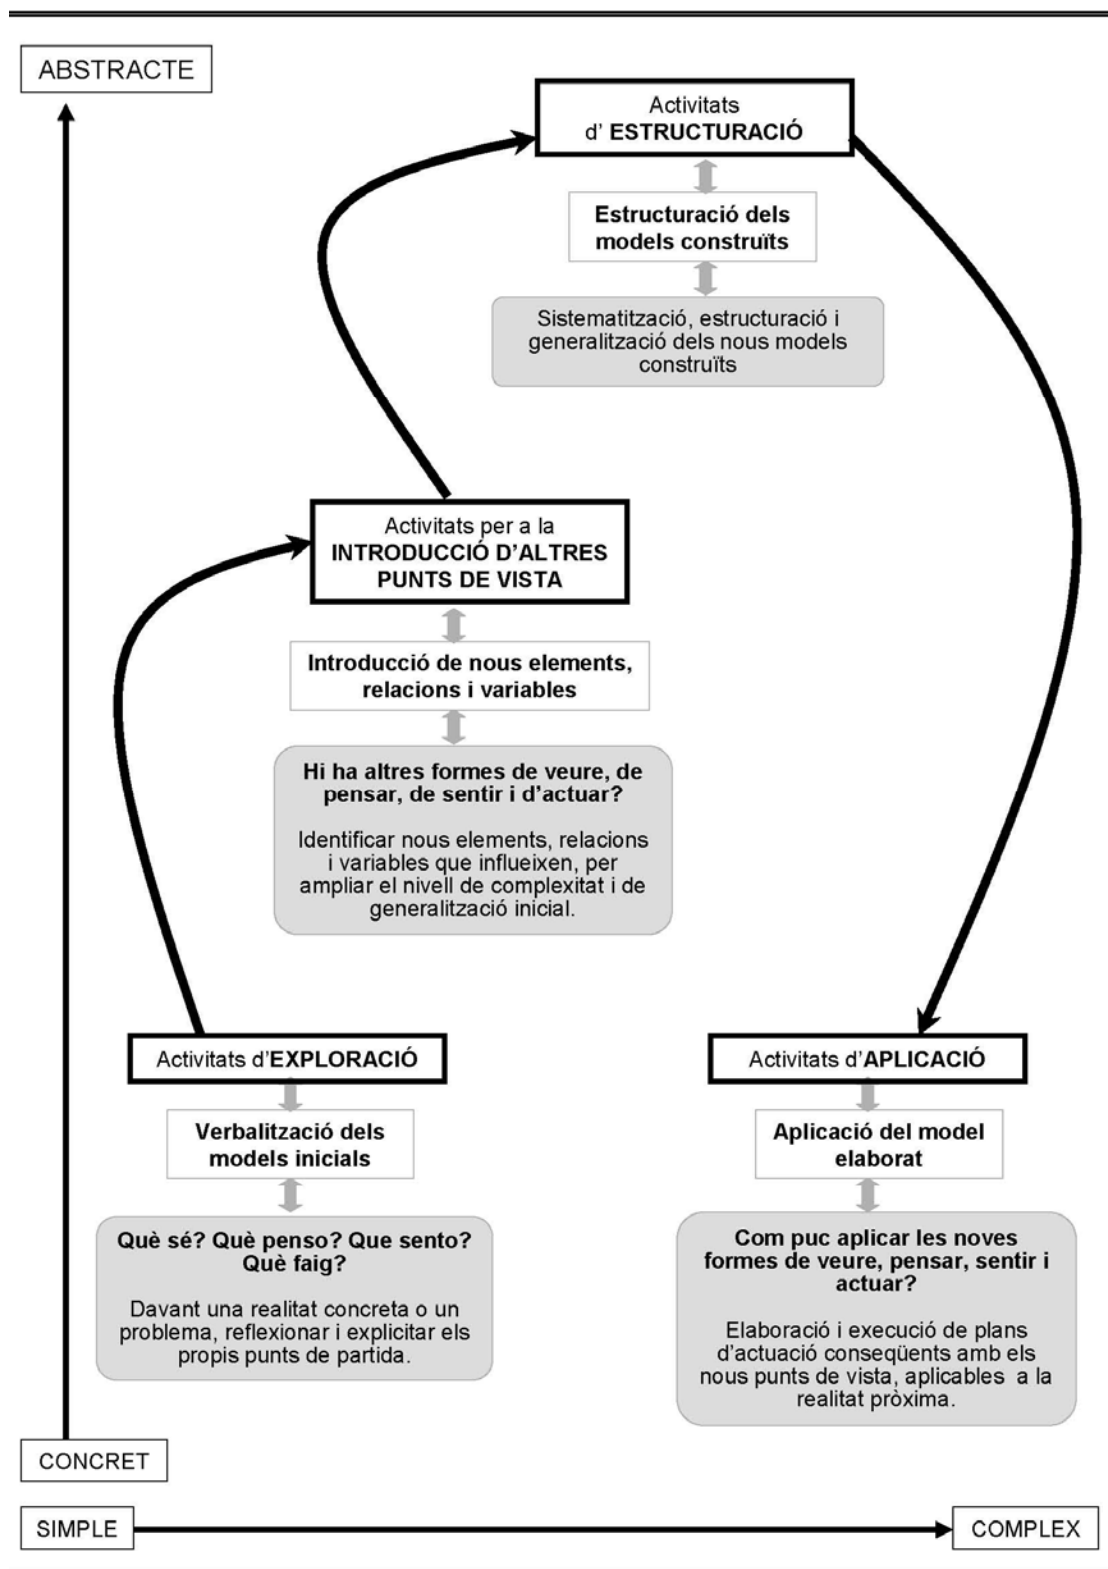 ABSTRACTE
Activitats
d’ ESTRUCTURACIÓ
Estructuració dels
models construïts
Sistematització, estructuració i
generalització dels nous models
construïts
Activitats per a la
INTRODUCCIÓ D’ALTRES
PUNTS DE VISTA
Introducció de nous elements,
relacions i variables
Hi ha altres formes de veure, de
pensar, de sentir i d’actuar?
Identificar nous elements, relacions
i variables que influeixen, per
ampliar el nivell de complexitat i de
generalització inicial.
Activitats d’EXPLORACIÓ
Verbalització dels
models inicials
Què sé? Què penso? Que sento?
Què faig?
Davant una realitat concreta o un
problema, reflexionar i explicitar els
propis punts de partida.
Activitats d’APLICACIÓ
Aplicació del model
elaborat
Com puc aplicar les noves
formes de veure, pensar, sentir i
actuar?
Elaboració i execució de plans
d’actuació conseqüents amb els
nous punts de vista, aplicables a la
realitat pròxima.
CONCRET
SIMPLE
COMPLEX